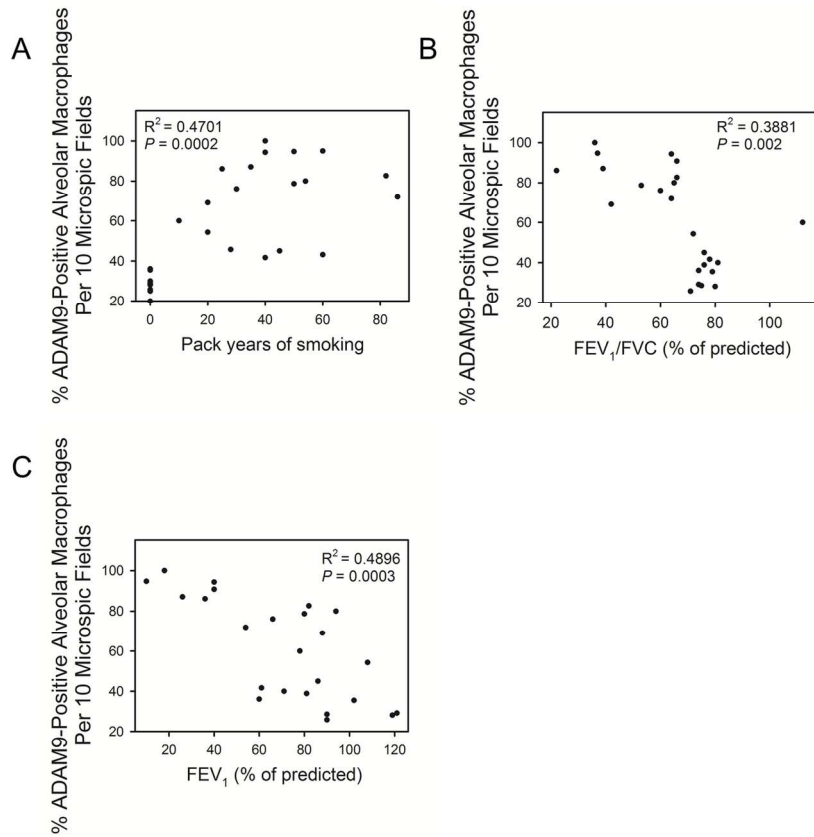 A
% ADAM9-Positive Alveolar Macrophages
Per 10 Microspic Fields
R² = 0.4701
P = 0.0002
100
80
60
40
20
0 20 40 60 80
Pack years of smoking
B
% ADAM9-Positive Alveolar Macrophages
Per 10 Microspic Fields
R² = 0.3881
P = 0.002
100
80
60
40
20
20 40 60 80 100
FEV₁/FVC (% of predicted)
C
% ADAM9-Positive Alveolar Macrophages
Per 10 Microspic Fields
R² = 0.4896
P = 0.0003
100
80
60
40
20
20 40 60 80 100 120
FEV₁ (% of predicted)